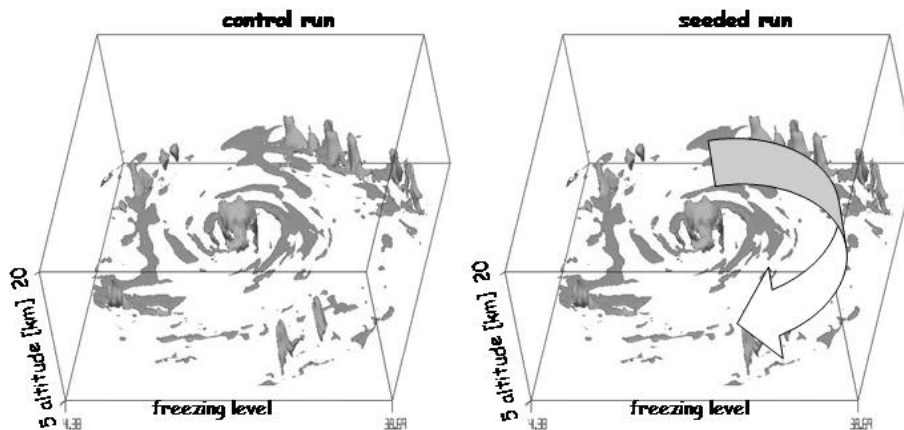 control run
seeded run
5 altitude [km] 20
5 altitude [km] 20
freezing level
freezing level